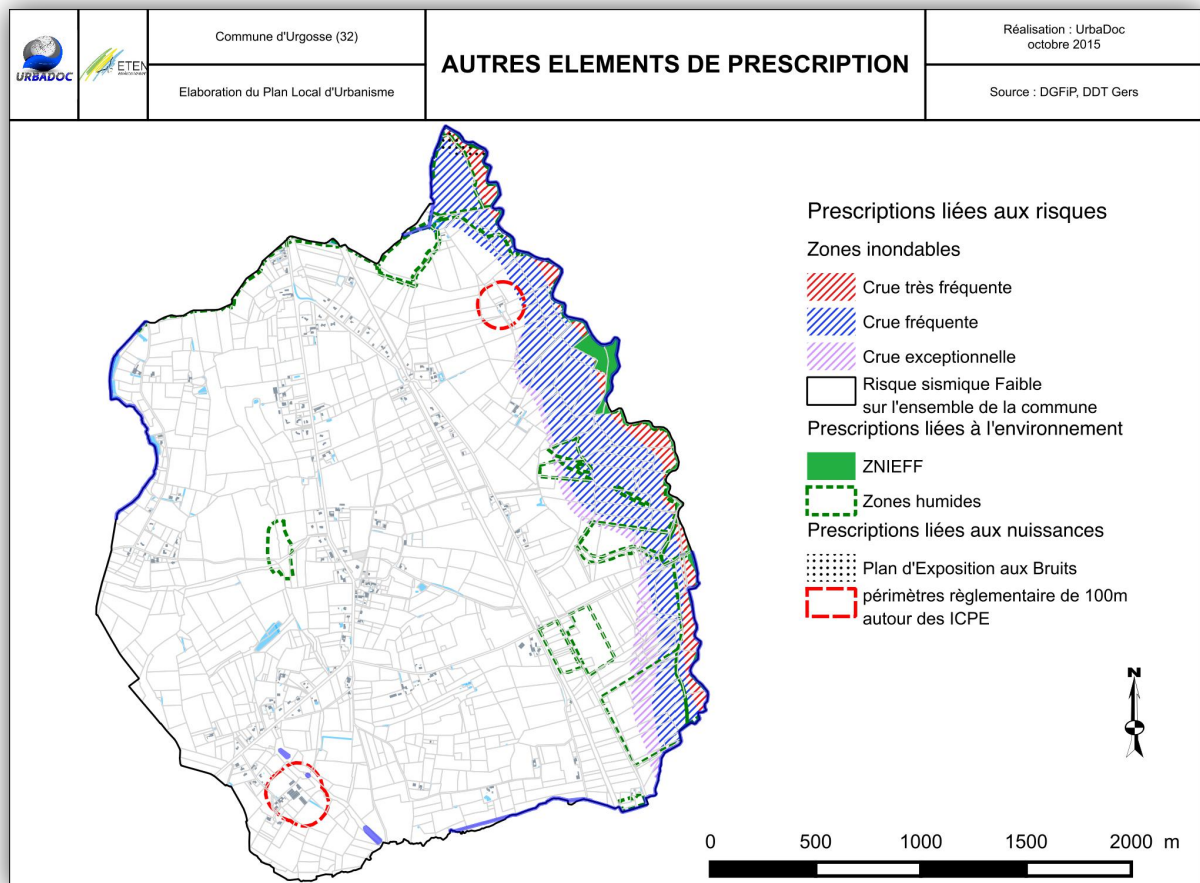 URBADOC
ETEN
ENVIRONNEMENT
Commune d'Urgosse (32)
Elaboration du Plan Local d'Urbanisme
AUTRES ELEMENTS DE PRESCRIPTION
Réalisation : UrbaDoc
octobre 2015
Source : DGFiP, DDT Gers
Prescriptions liées aux risques
Zones inondables
Crue très fréquente
Crue fréquente
Crue exceptionnelle
Risque sismique Faible
sur l'ensemble de la commune
Prescriptions liées à l'environnement
ZNIEFF
Zones humides
Prescriptions liées aux nuissances
Plan d'Exposition aux Bruits
périmètres règlementaire de 100m
autour des ICPE
N
0 500 1000 1500 2000 m